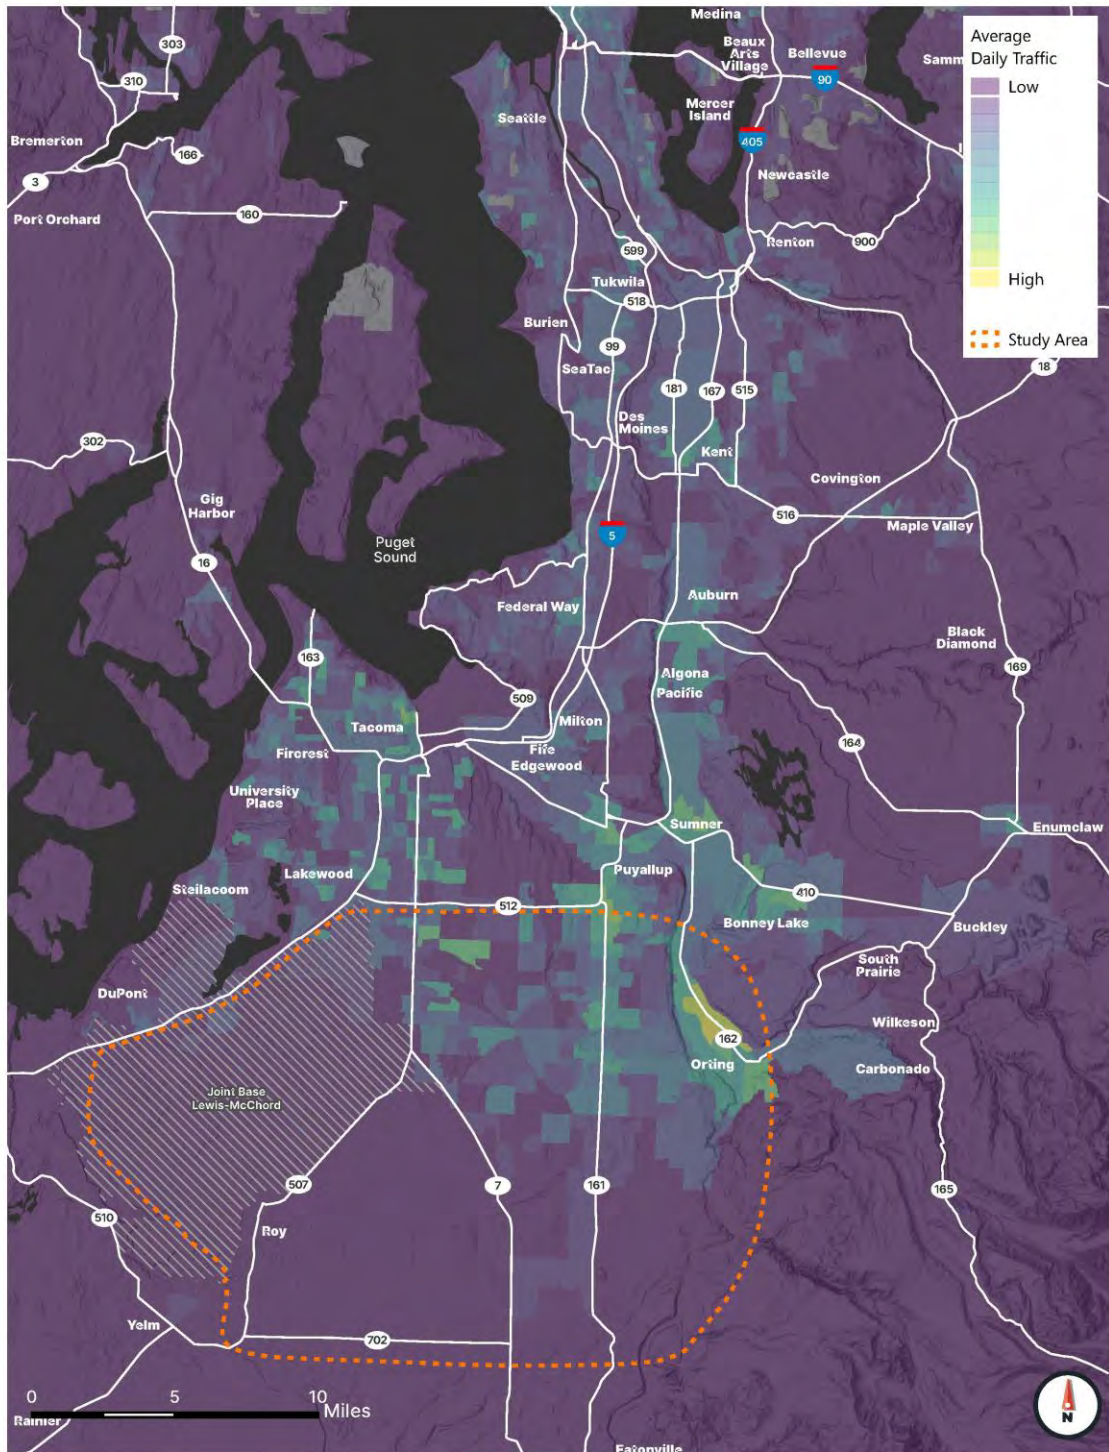 Medina
Beaux
Arts
Village
Bellevue
Samm
303
310
90
Average
Daily Traffic
Low
High
Study Area
Seattle
Mercer
Island
405
Bremerton
166
3
Newcastle
Port Orchard
160
Renton
900
599
Tukwila
518
Burien
99
SeaTac
18
181
167
515
Des
Moines
302
Kent
Covington
Gig
Harbor
516
Maple Valley
Puget
Sound
5
16
Federal Way
Auburn
Black
Diamond
163
169
Algona
Pacific
509
Tacoma
Milton
164
Fircrest
Fife
Edgewood
University
Place
Sumner
Enumclaw
Lakewood
Puyallup
Steilacoom
410
512
Bonney Lake
Buckley
South
Prairie
DuPont
Wilkeson
162
Orting
Carbonado
Joint Base
Lewis-McChord
507
7
161
165
510
Roy
Yelm
702
0
5
10
Miles
Rainier
N
Eatonville